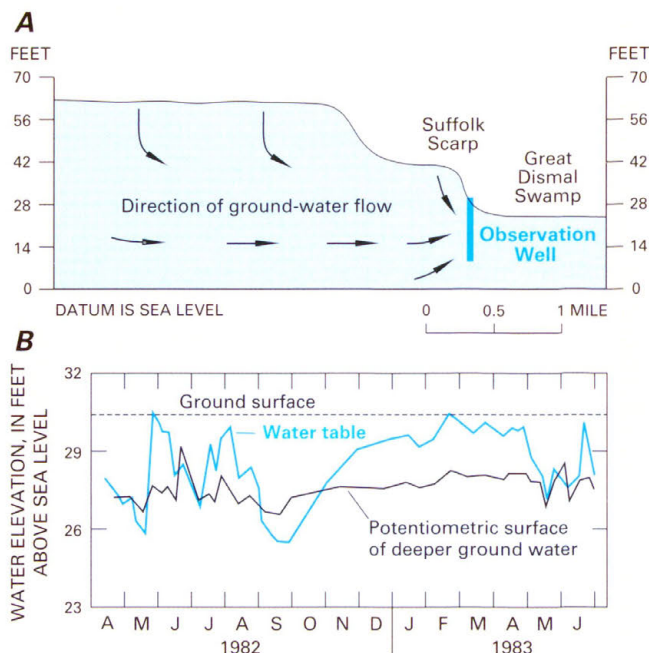 A
FEET
FEET
70
70
56
Suffolk
Scarp
56
42
Great
Dismal
Swamp
42
28
Direction of ground-water flow
Observation
Well
28
14
14
0
0
DATUM IS SEA LEVEL
0 0.5 1 MILE
B
WATER ELEVATION, IN FEET
ABOVE SEA LEVEL
32
Ground surface
Water table
29
26
Potentiometric surface
of deeper ground water
23
A M J J A S O N D J F M A M J
1982 1983